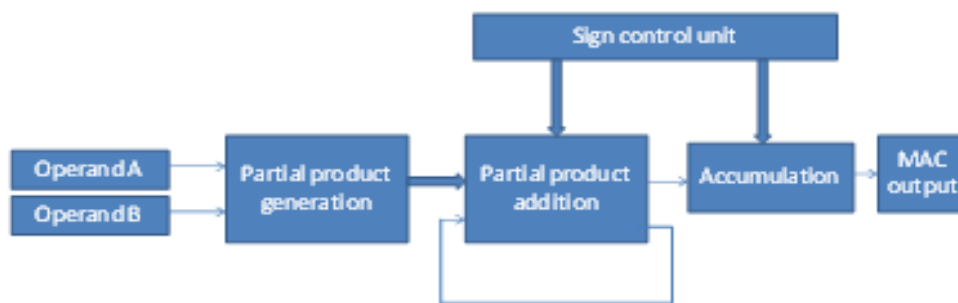 Sign control unit
Operand A
Operand B
Partial product
generation
Partial product
addition
Accumulation
MAC
output